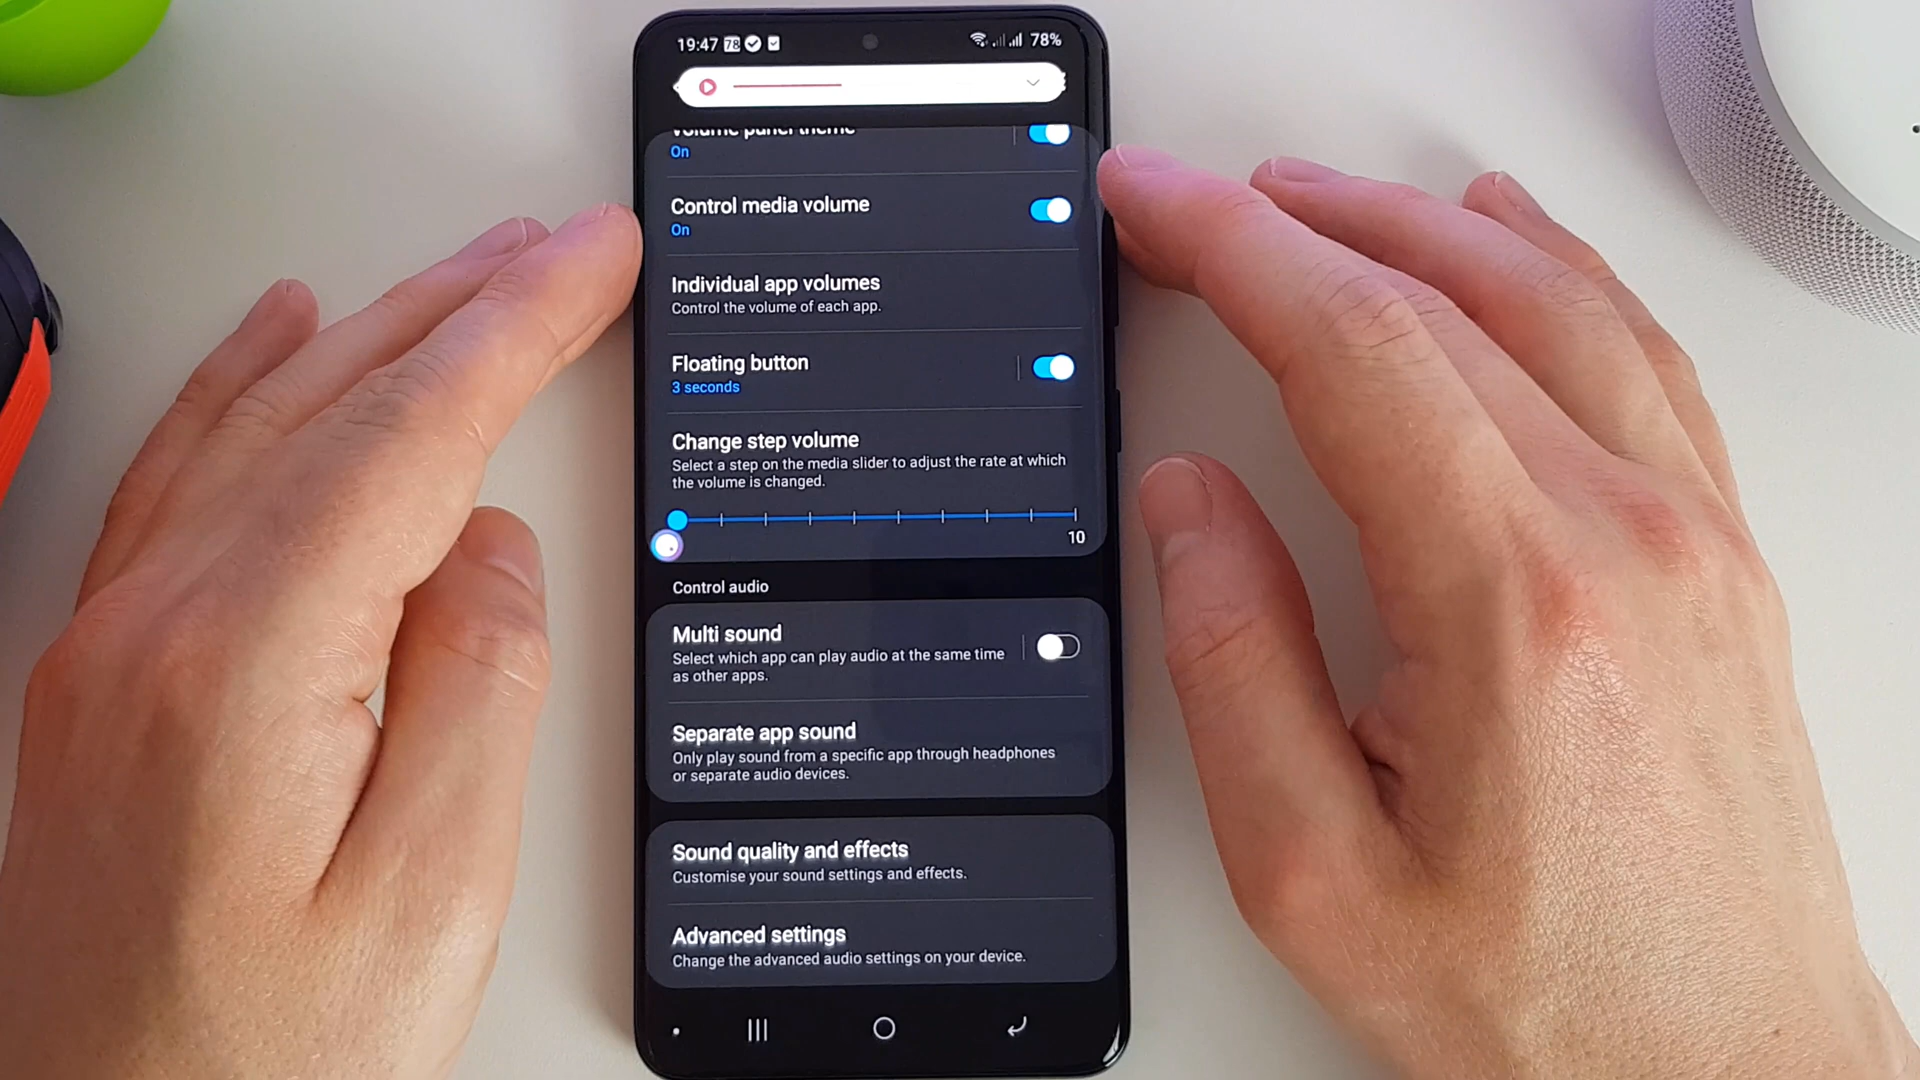 19:47 78 78%
Volume panel theme
On
Control media volume
On
Individual app volumes
Control the volume of each app.
Floating button
3 seconds
Change step volume
Select a step on the media slider to adjust the rate at which
the volume is changed.
10
Control audio
Multi sound
Select which app can play audio at the same time
as other apps.
Separate app sound
Only play sound from a specific app through headphones
or separate audio devices.
Sound quality and effects
Customise your sound settings and effects.
Advanced settings
Change the advanced audio settings on your device.